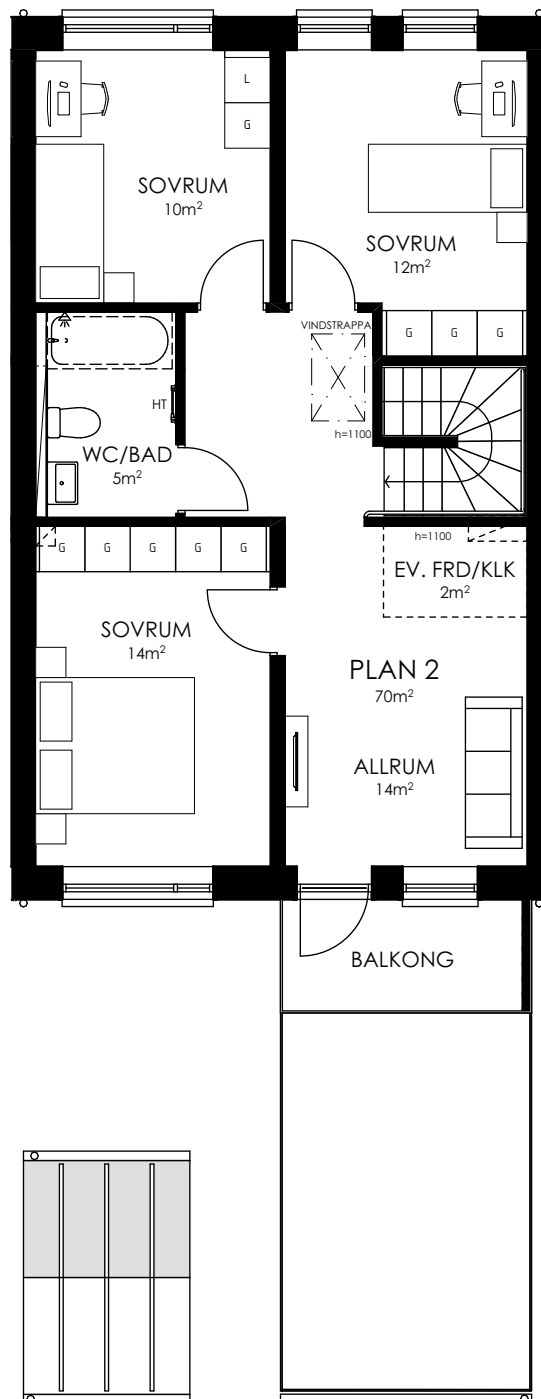 L
G
SOVRUM
10m²
SOVRUM
12m²
VINDSTRAPPA
G G G
HT
h=1100
WC/BAD
5m²
G G G G G
h=1100
EV. FRD/KLK
2m²
SOVRUM
14m²
PLAN 2
70m²
ALLRUM
14m²
BALKONG